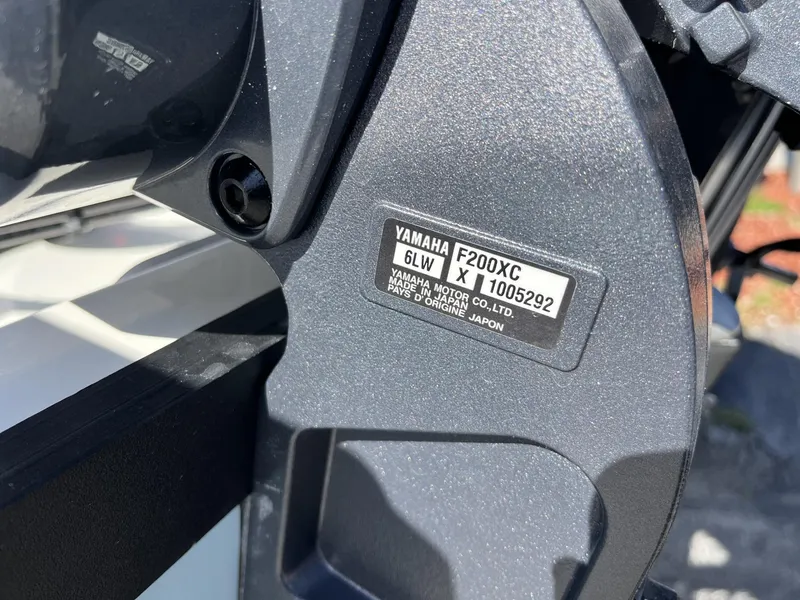 YAMAHA F200XC
6LW X 1005292
YAMAHA MOTOR CO.,LTD.
MADE IN JAPAN
PAYS D'ORIGINE JAPON